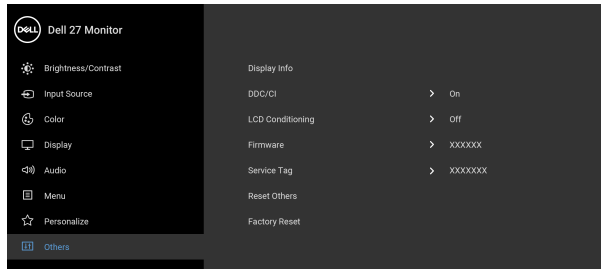 DELL Dell 27 Monitor
Brightness/Contrast
Display Info
Input Source
DDC/CI > On
Color
LCD Conditioning > Off
Display
Firmware > XXXXXX
Audio
Service Tag > XXXXXXX
Menu
Reset Others
Personalize
Factory Reset
Others